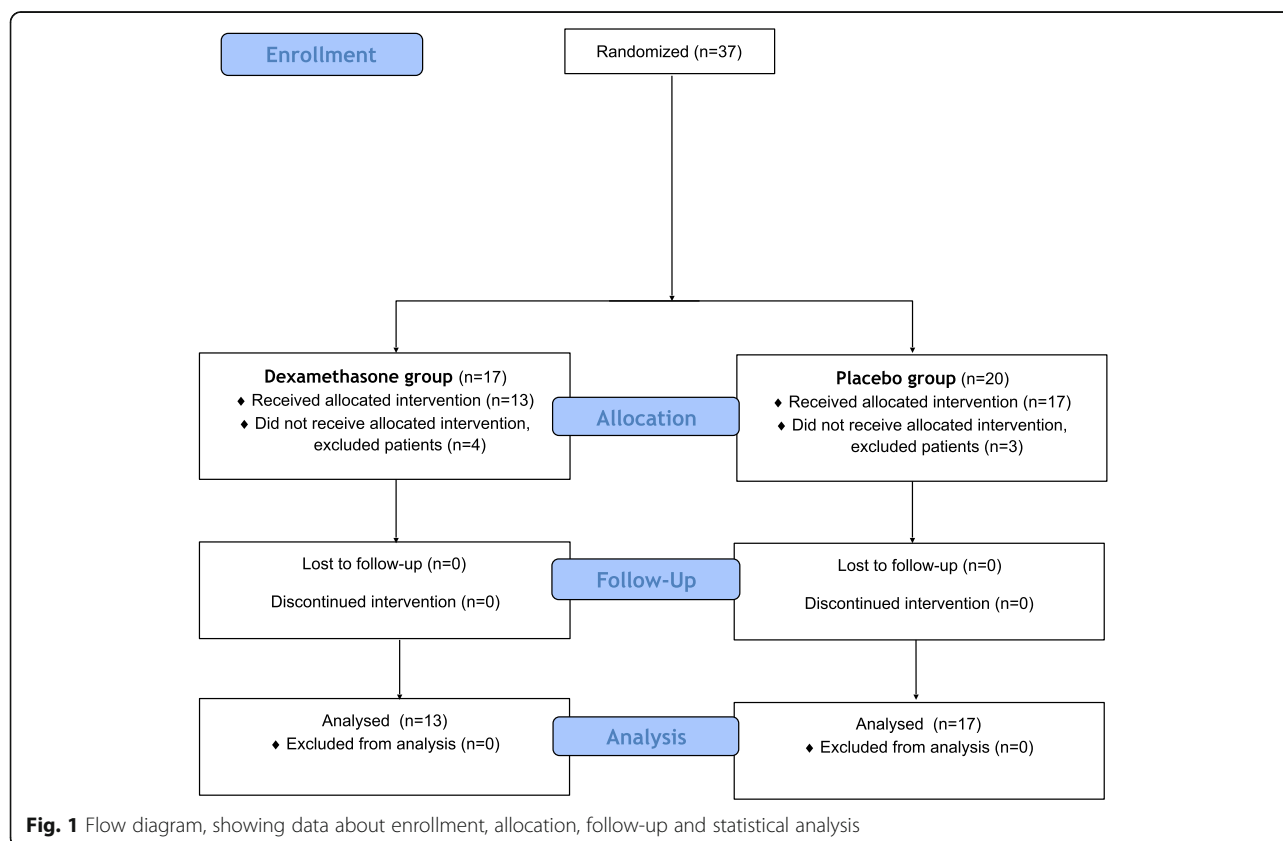 Enrollment
Randomized (n=37)
Dexamethasone group (n=17)
♦ Received allocated intervention (n=13)
♦ Did not receive allocated intervention,
excluded patients (n=4)
Allocation
Placebo group (n=20)
♦ Received allocated intervention (n=17)
♦ Did not receive allocated intervention,
excluded patients (n=3)
Lost to follow-up (n=0)
Discontinued intervention (n=0)
Follow-Up
Lost to follow-up (n=0)
Discontinued intervention (n=0)
Analysed (n=13)
♦ Excluded from analysis (n=0)
Analysis
Analysed (n=17)
♦ Excluded from analysis (n=0)
Fig. 1 Flow diagram, showing data about enrollment, allocation, follow-up and statistical analysis